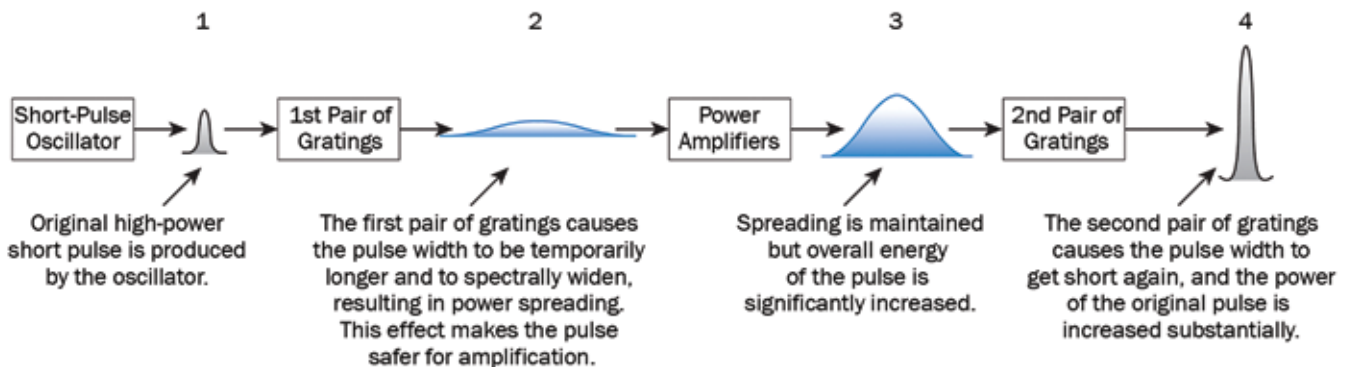 1
2
3
4
Short-Pulse
Oscillator
1st Pair of
Gratings
Power
Amplifiers
2nd Pair of
Gratings
Original high-power
short pulse is produced
by the oscillator.
The first pair of gratings causes
the pulse width to be temporarily
longer and to spectrally widen,
resulting in power spreading.
This effect makes the pulse
safer for amplification.
Spreading is maintained
but overall energy
of the pulse is
significantly increased.
The second pair of gratings
causes the pulse width to
get short again, and the power
of the original pulse is
increased substantially.